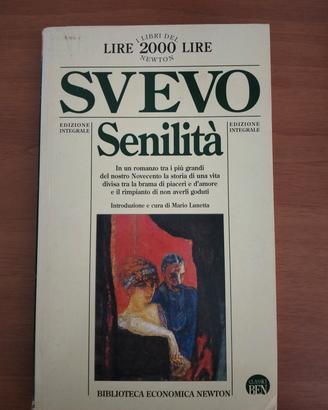 I LIBRI DEL
LIRE 2000 LIRE
NEWTON
SVEVO
EDIZIONE
INTEGRALE
Senilità
EDIZIONE
INTEGRALE
In un romanzo tra i più grandi
del nostro Novecento la storia di una vita
divisa tra la brama di piaceri e d'amore
e il rimpianto di non averli goduti
Introduzione e cura di Mario Lunetta
BIBLIOTECA ECONOMICA NEWTON
CLASSICI
BEN